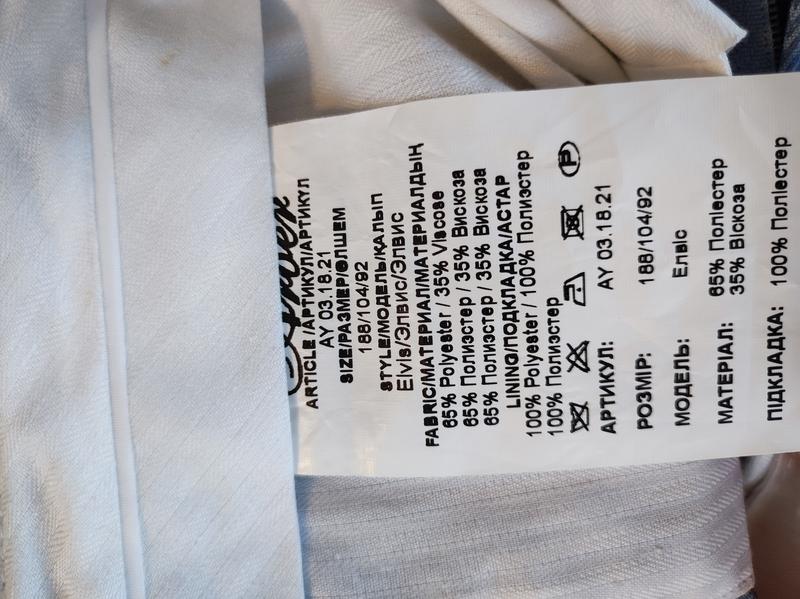 ARTICLE /АРТИКУЛ/АРТИКУЛ
AY 03.18.21
SIZE/РАЗМЕР/ӨЛШЕМ
188/104/92
STYLE/МОДЕЛЬ/ҚАЛЫП
Elvis/Элвис/Элвис
FABRIC/МАТЕРИАЛ/МАТЕРИАЛДЫҢ
65% Polyester / 35% Viscose
65% Полиэстер / 35% Вискоза
65% Полиэстер / 35% Вискоза
LINING/ПОДКЛАДКА/АСТАР
100% Polyester / 100% Полиэстер
100% Полиэстер
P
АРТИКУЛ: AY 03.18.21
РОЗМІР: 188/104/92
МОДЕЛЬ: Елвіс
МАТЕРІАЛ: 65% Поліестер
35% Віскоза
ПІДКЛАДКА: 100% Поліестер